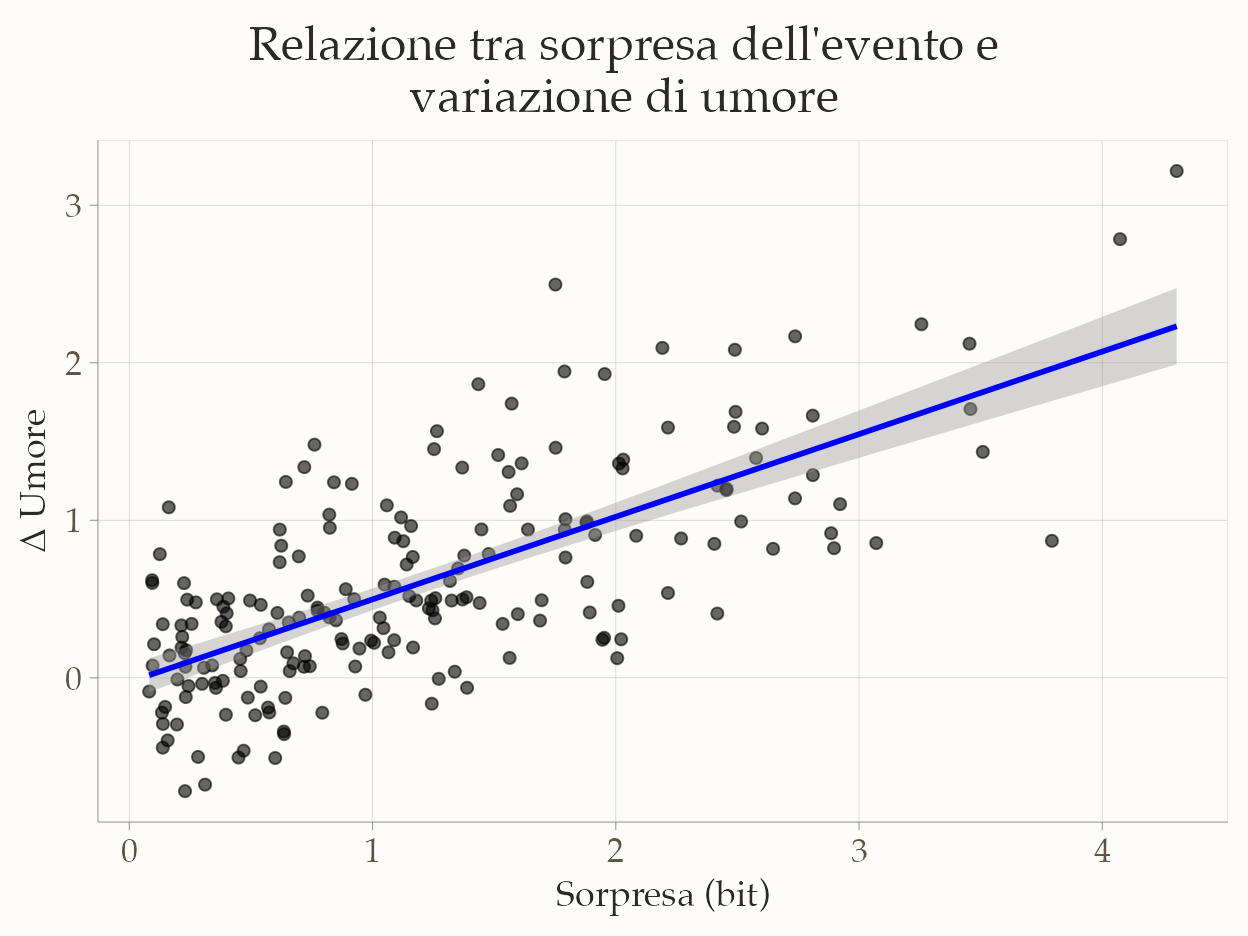 Relazione tra sorpresa dell'evento e
variazione di umore
Δ Umore
3
2
1
0
0 1 2 3 4
Sorpresa (bit)